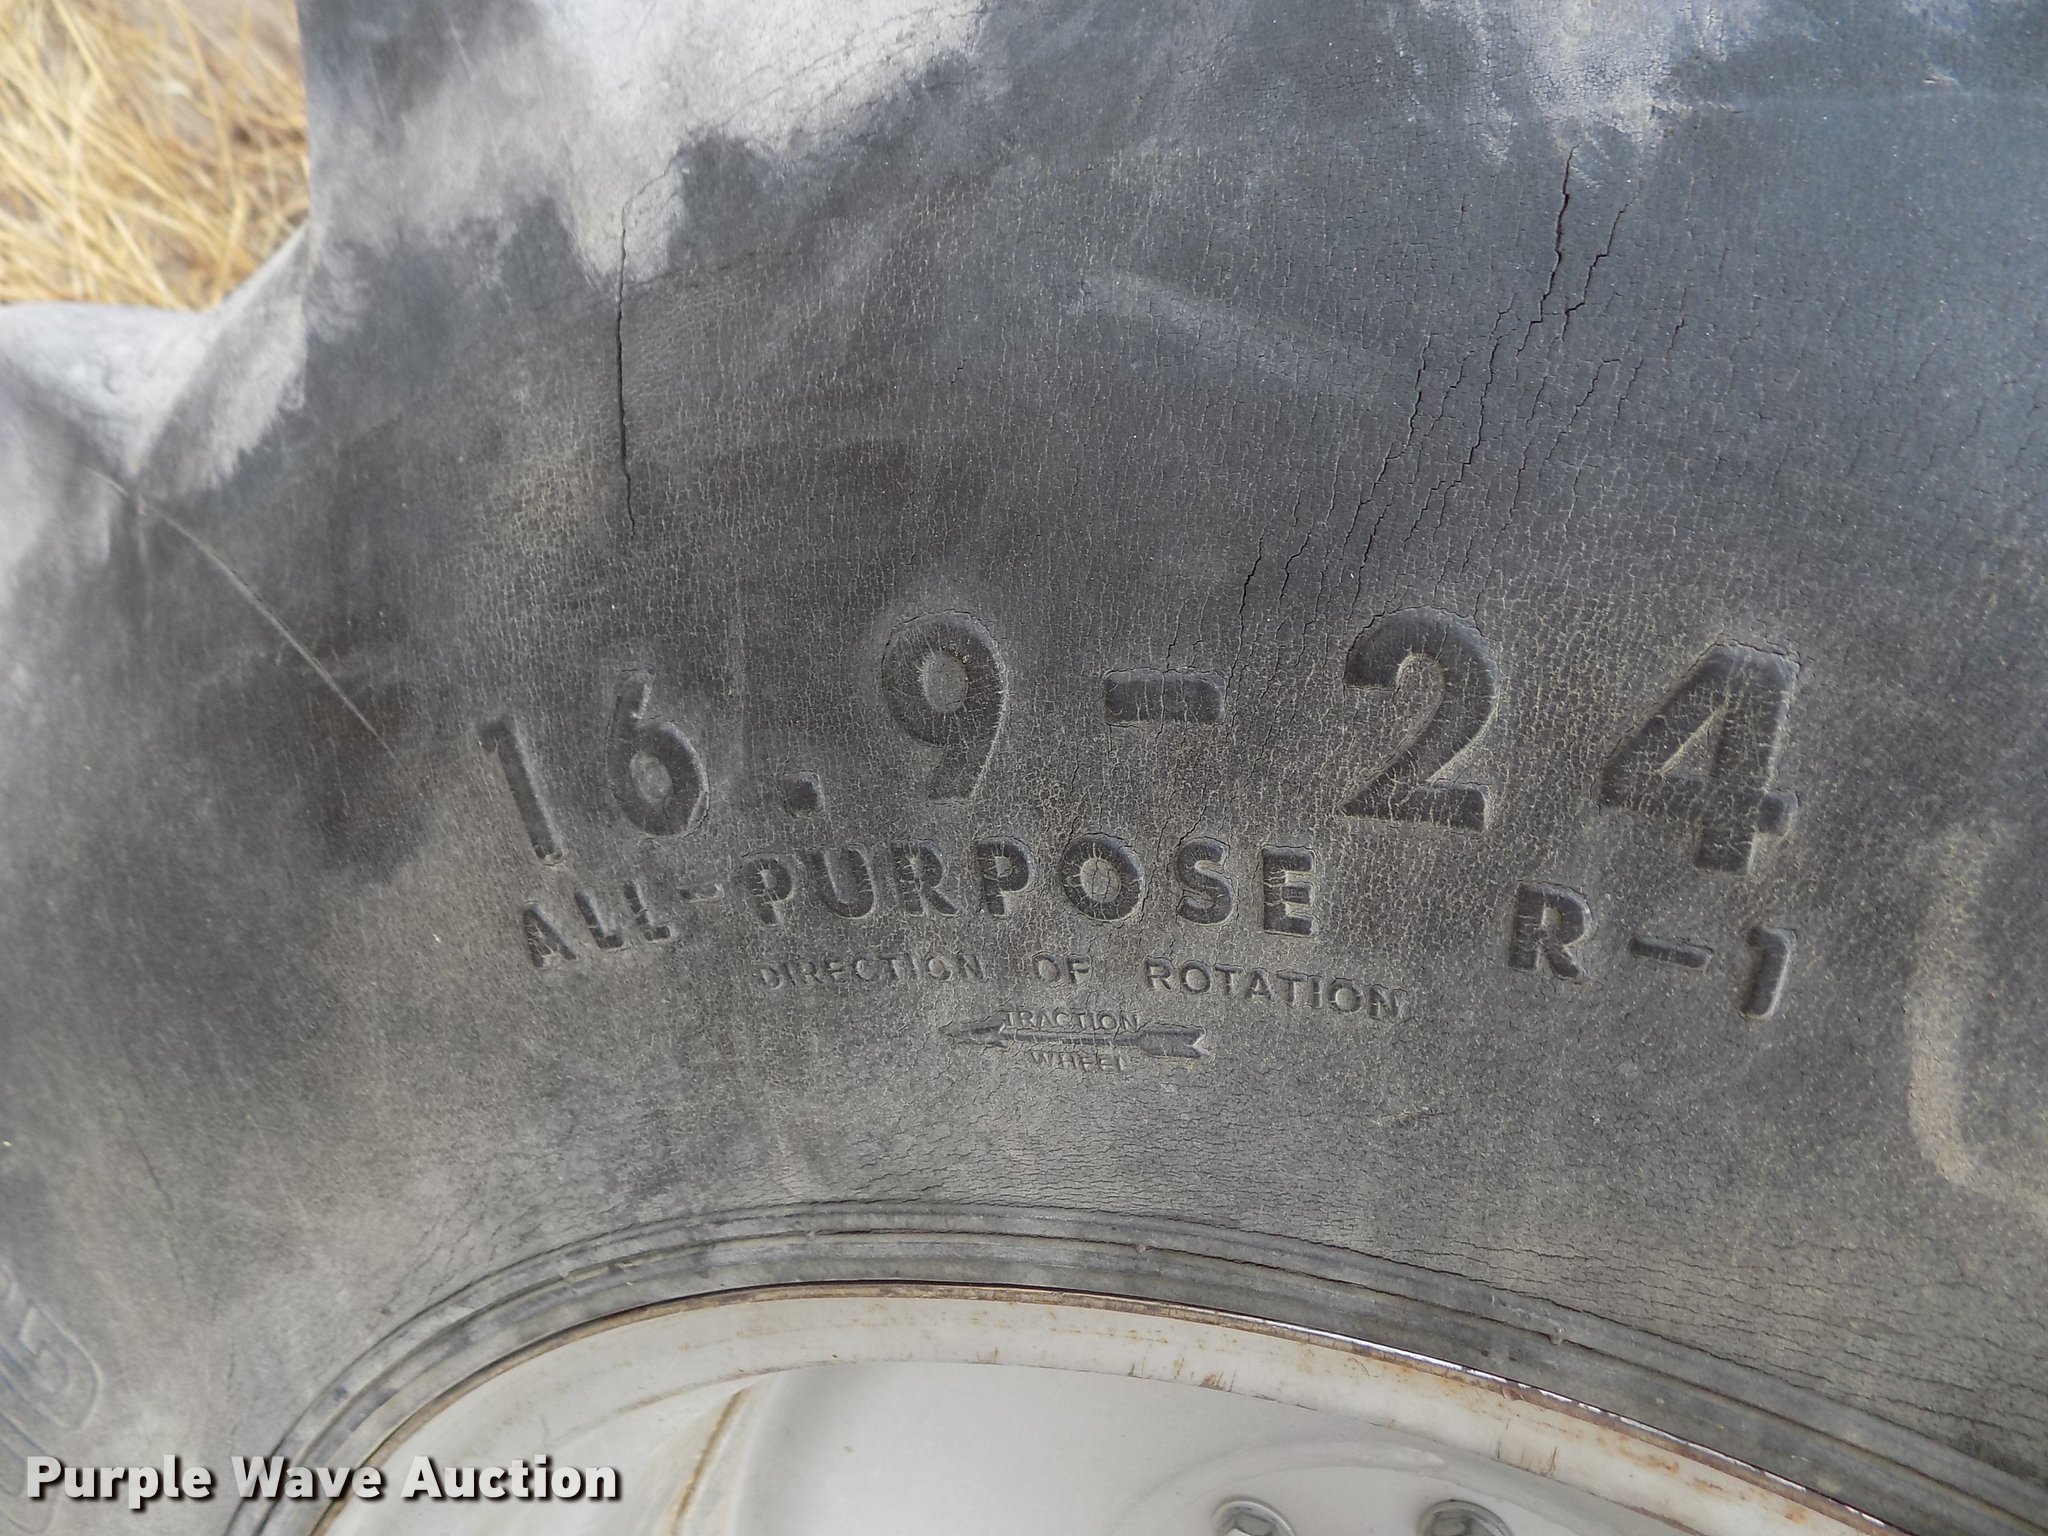 16.9-24
ALL-PURPOSE R-1
DIRECTION OF ROTATION
TRACTION
WHEEL
Purple Wave Auction